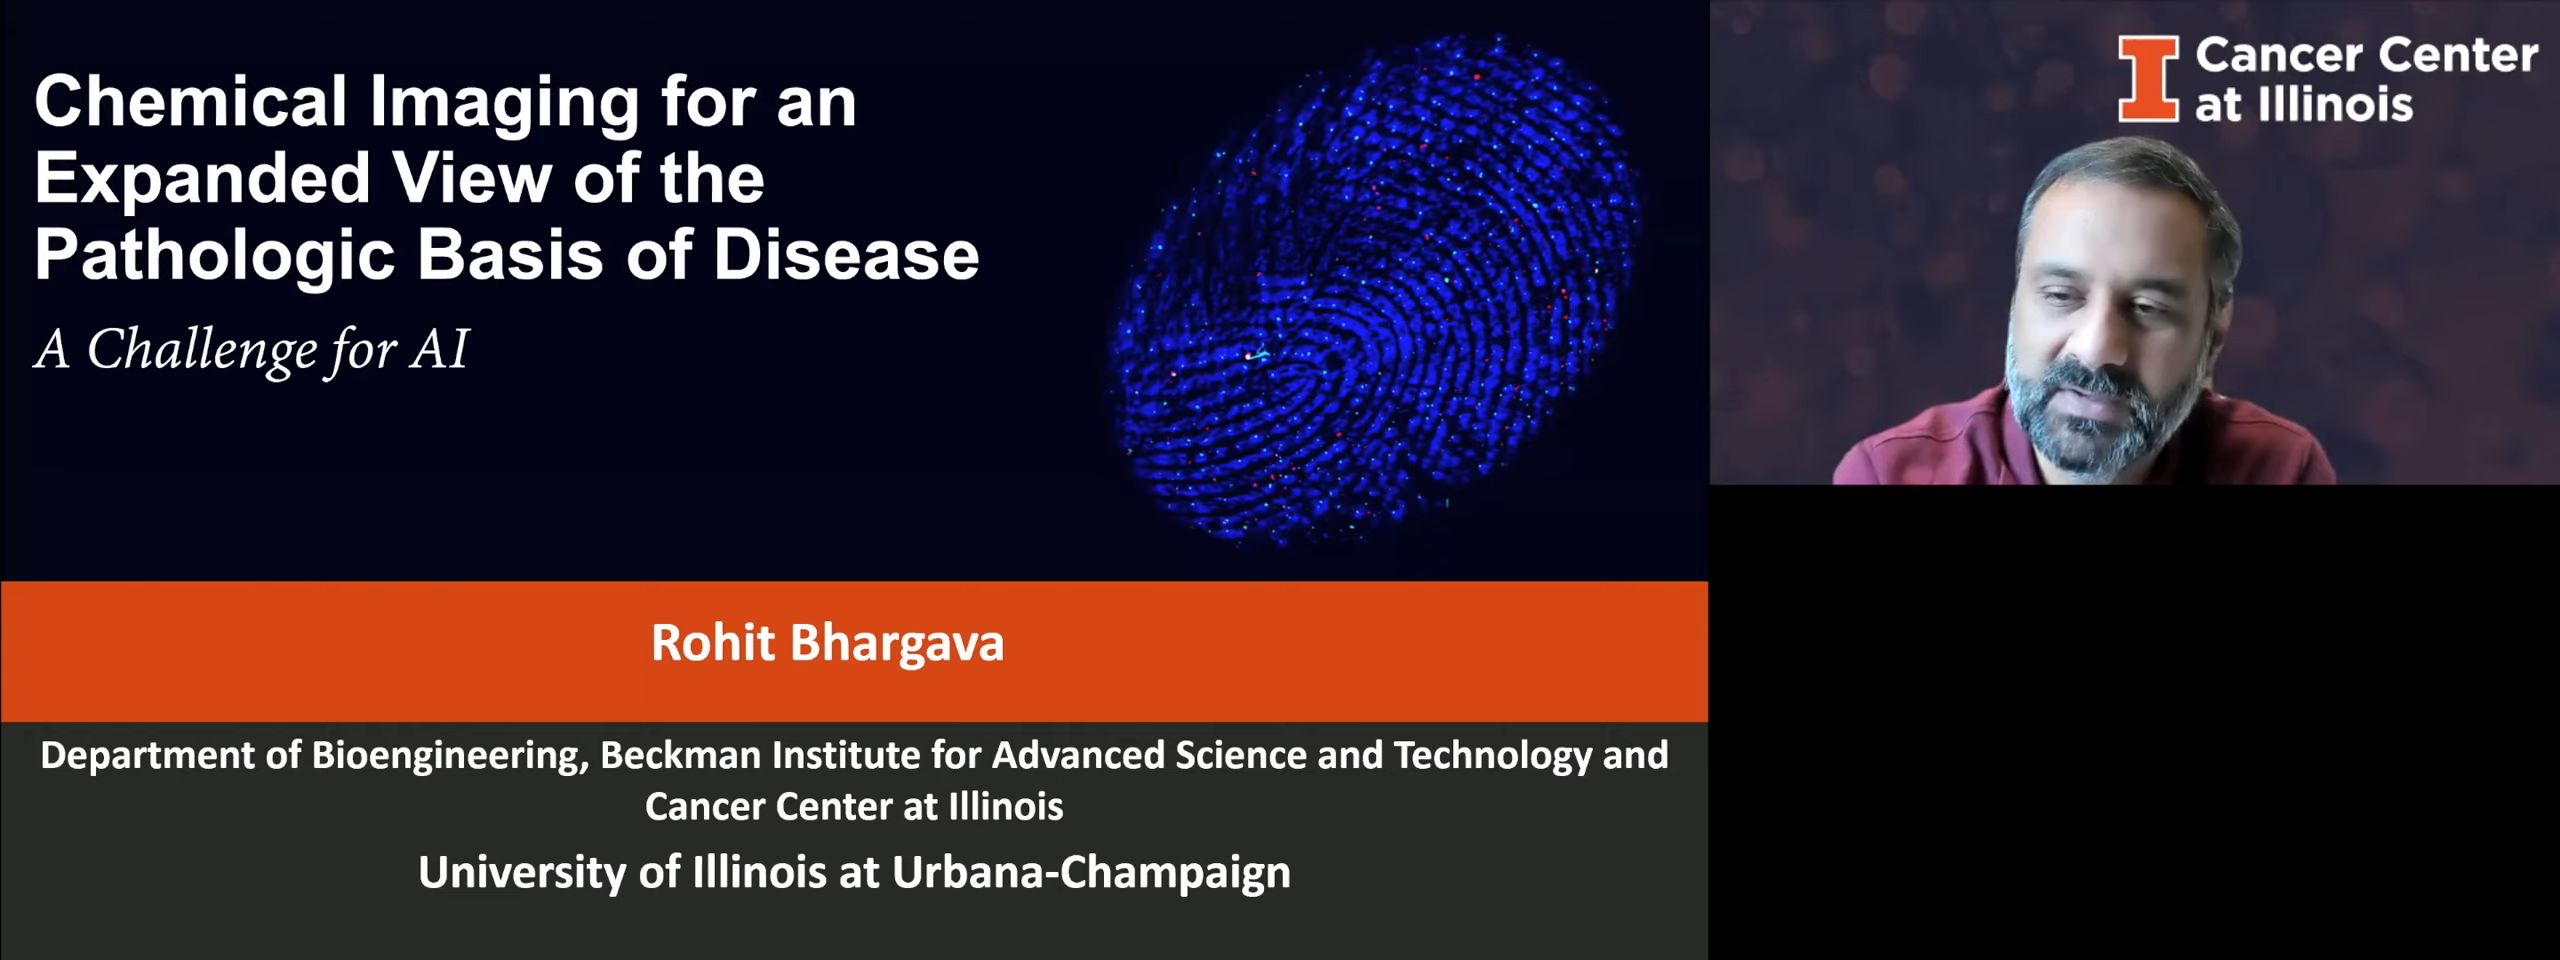 Chemical Imaging for an
Expanded View of the
Pathologic Basis of Disease
A Challenge for AI
Rohit Bhargava
Department of Bioengineering, Beckman Institute for Advanced Science and Technology and
Cancer Center at Illinois
University of Illinois at Urbana-Champaign
I
Cancer Center
at Illinois